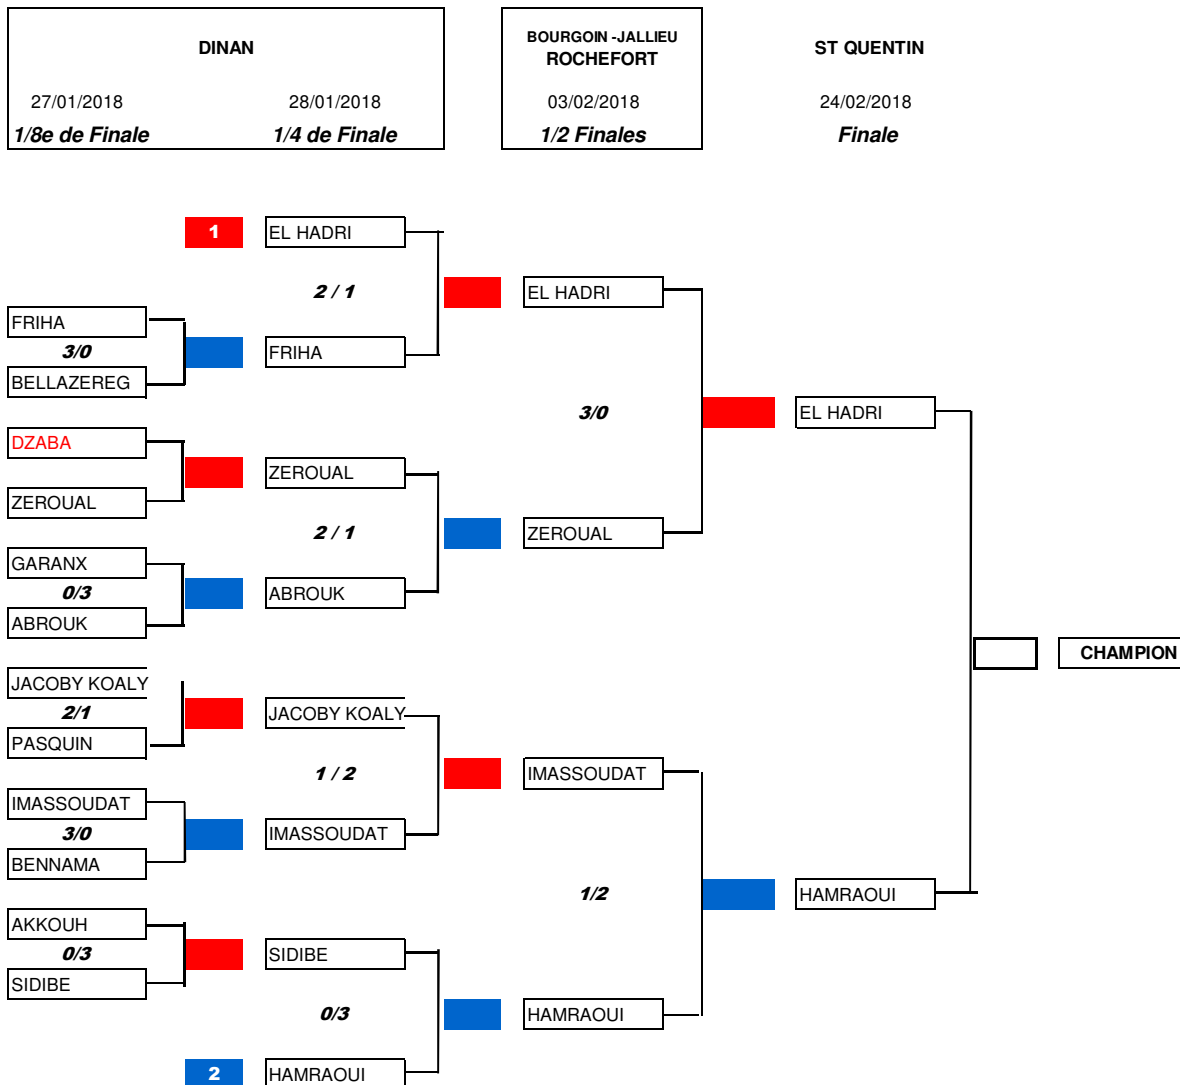 DINAN
BOURGOIN -JALLIEU
ROCHEFORT
ST QUENTIN
27/01/2018
28/01/2018
03/02/2018
24/02/2018
1/8e de Finale
1/4 de Finale
1/2 Finales
Finale
1
EL HADRI
2 / 1
EL HADRI
FRIHA
3/0
FRIHA
BELLAZEREG
3/0
EL HADRI
DZABA
ZEROUAL
ZEROUAL
2 / 1
ZEROUAL
GARANX
0/3
ABROUK
ABROUK
CHAMPION
JACOBY KOALY
2/1
JACOBY KOALY
PASQUIN
1 / 2
IMASSOUDAT
IMASSOUDAT
3/0
IMASSOUDAT
BENNAMA
1/2
HAMRAOUI
AKKOUH
0/3
SIDIBE
SIDIBE
0/3
HAMRAOUI
2
HAMRAOUI